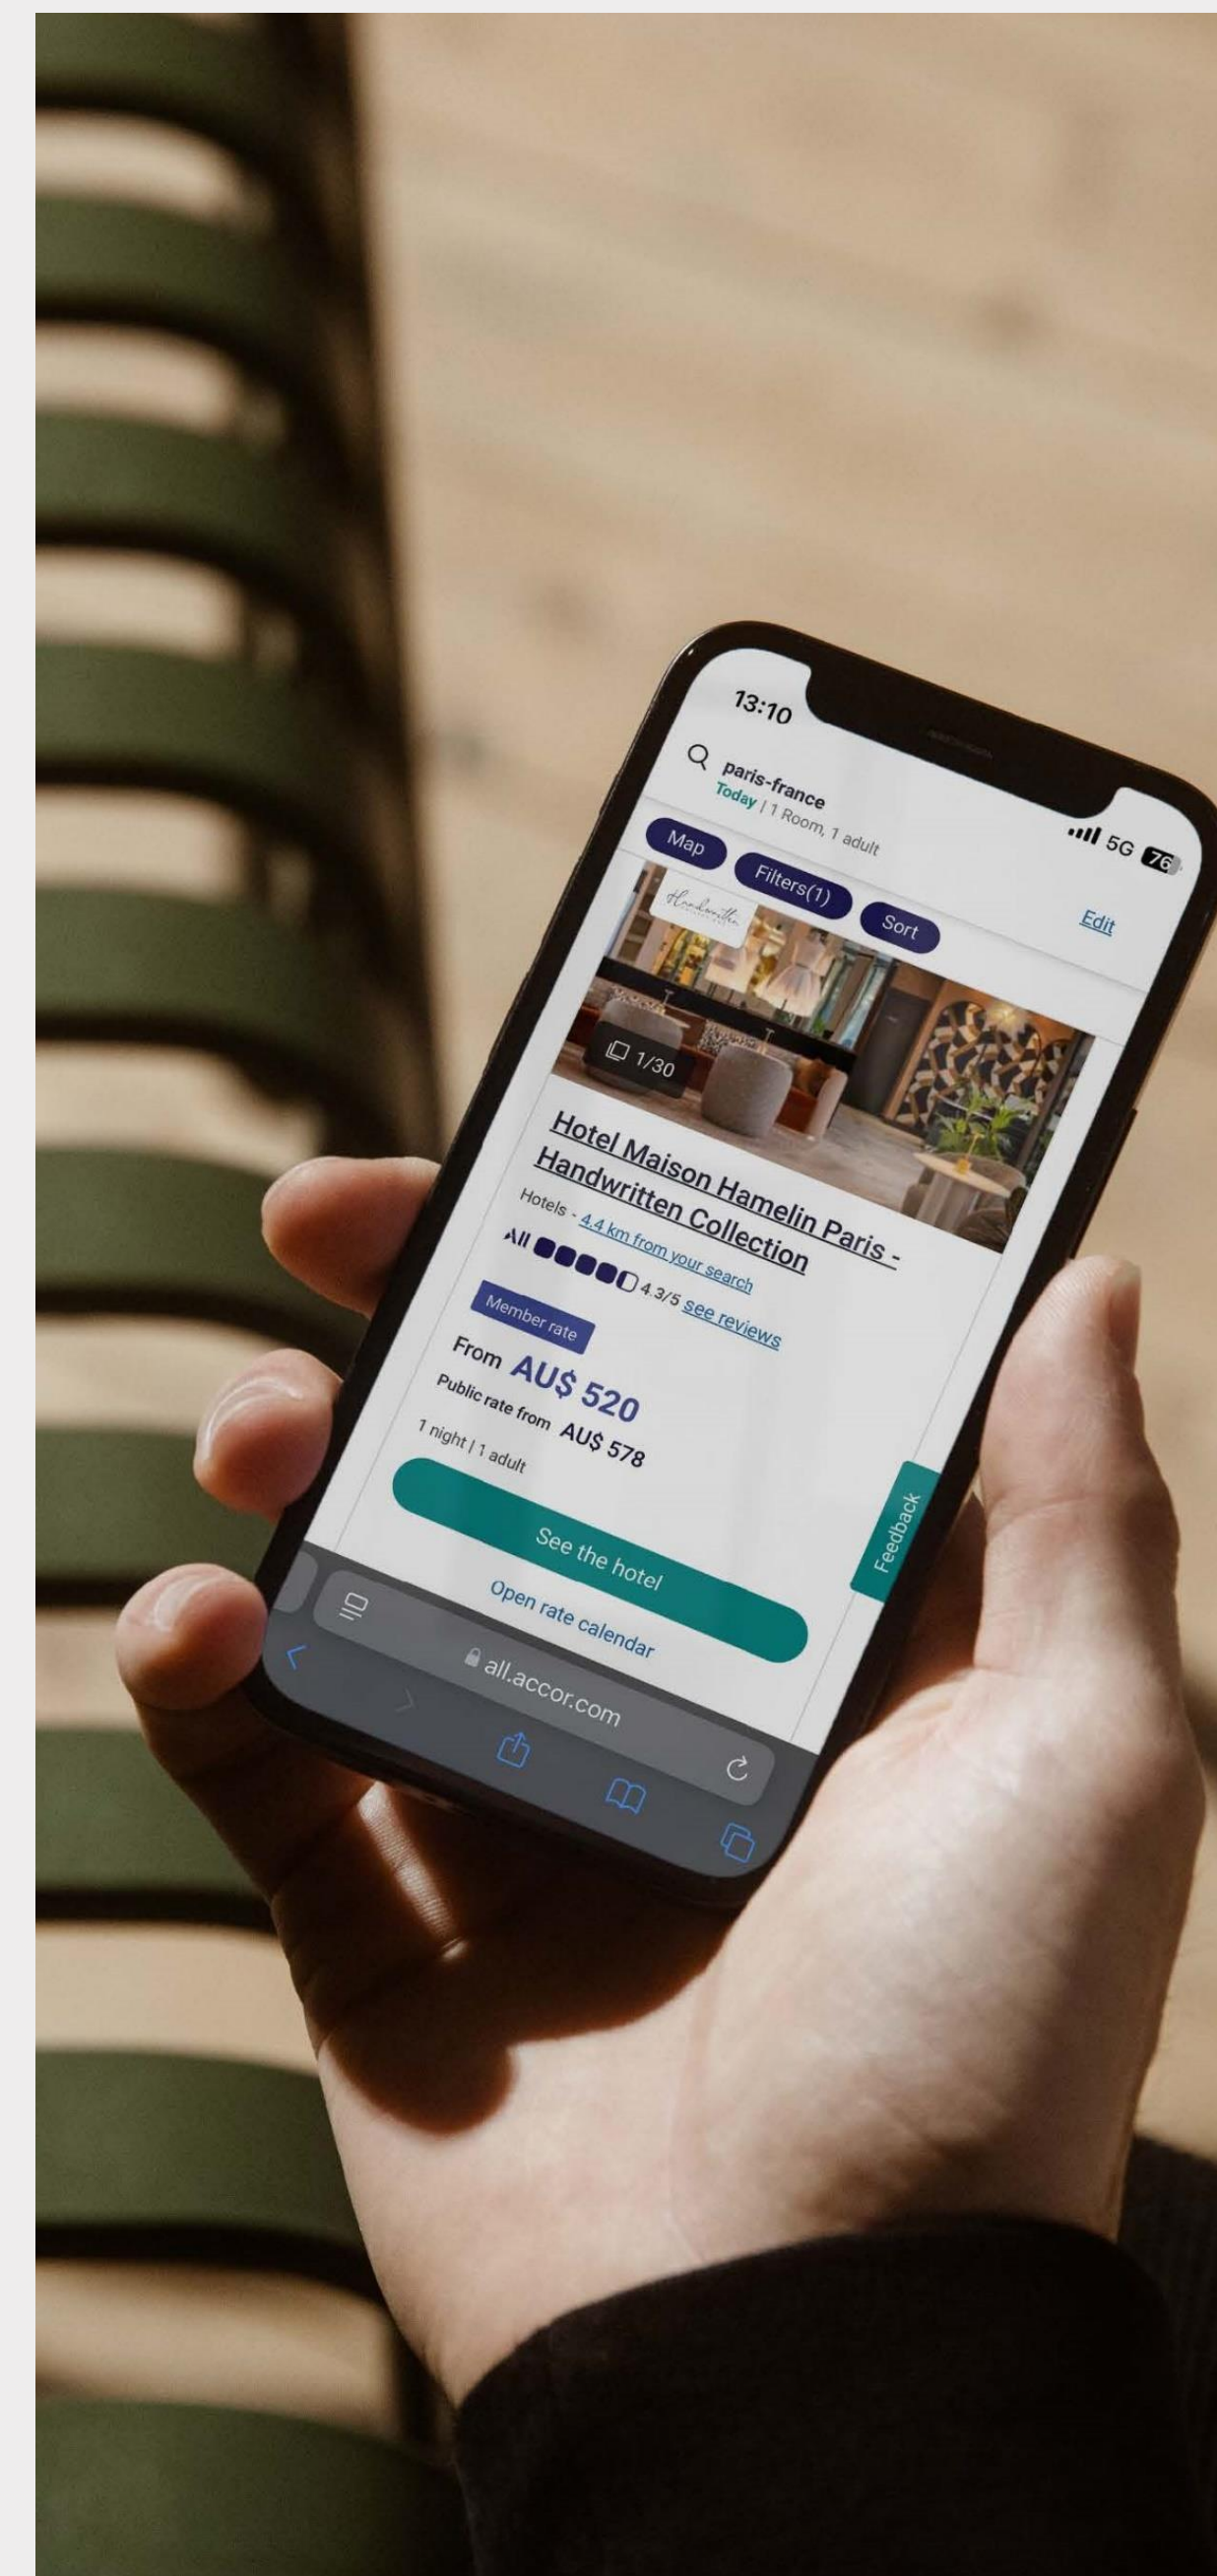 13:10
5G 76
paris-france
Today | 1 Room, 1 adult
Edit
Map
Filters(1)
Sort
Handwritten
1/30
Hotel Maison Hamelin Paris -
Handwritten Collection
Hotels - 4.4 km from your search
All 4.3/5 see reviews
Member rate
From AU$ 520
Public rate from AU$ 578
1 night | 1 adult
See the hotel
Feedback
Open rate calendar
all.accor.com